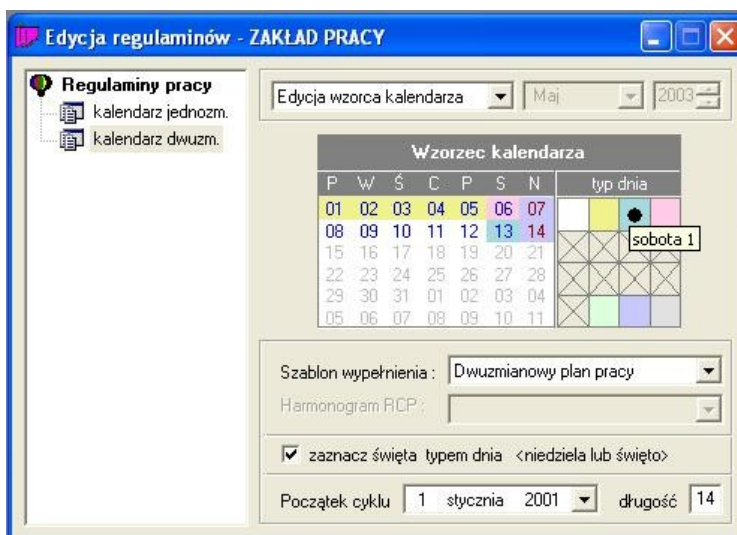 Edycja regulaminów - ZAKŁAD PRACY
Regulaminy pracy
kalendarz jednozm.
kalendarz dwuzm.
Edycja wzorca kalendarza Maj 2003
Wzorzec kalendarza
P W Ś C P S N typ dnia
01 02 03 04 05 06 07
08 09 10 11 12 13 14
sobota 1
15 16 17 18 19 20 21
22 23 24 25 26 27 28
29 30 31 01 02 03 04
05 06 07 08 09 10 11
Szablon wypełnienia : Dwuzmianowy plan pracy
Harmonogram RCP :
zaznacz święta typem dnia <niedziela lub święto>
Początek cyklu 1 stycznia 2001 długość 14